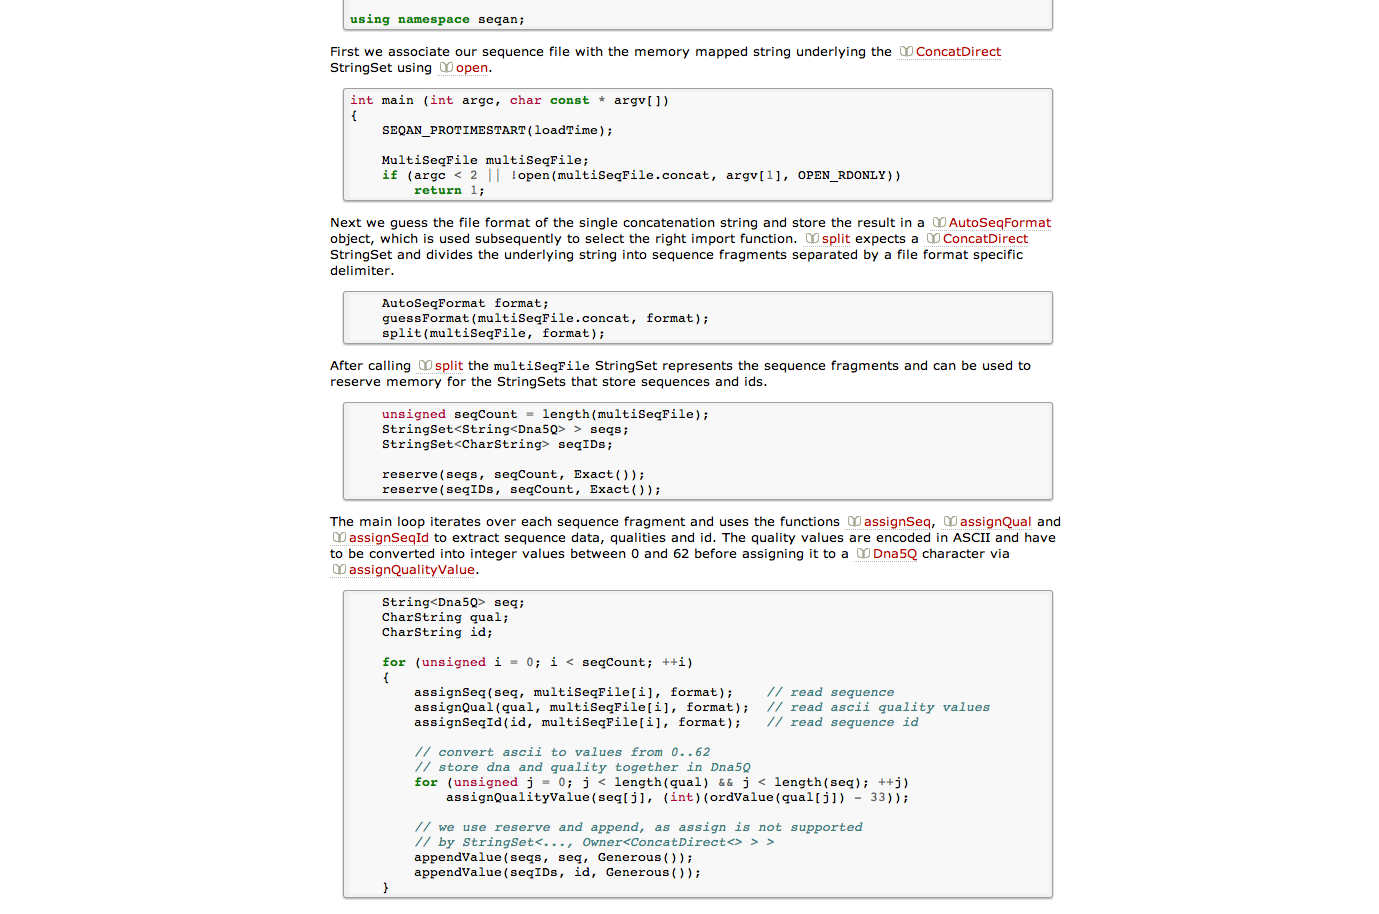 using namespace seqan;
First we associate our sequence file with the memory mapped string underlying the ConcatDirect
StringSet using open.
int main (int argc, char const * argv[])
{
    SEQAN_PROTIMESTART(loadTime);
    MultiSeqFile multiSeqFile;
    if (argc < 2 || !open(multiSeqFile.concat, argv[1], OPEN_RDONLY))
        return 1;
Next we guess the file format of the single concatenation string and store the result in a AutoSeqFormat
object, which is used subsequently to select the right import function. split expects a ConcatDirect
StringSet and divides the underlying string into sequence fragments separated by a file format specific
delimiter.
    AutoSeqFormat format;
    guessFormat(multiSeqFile.concat, format);
    split(multiSeqFile, format);
After calling split the multiSeqFile StringSet represents the sequence fragments and can be used to
reserve memory for the StringSets that store sequences and ids.
    unsigned seqCount = length(multiSeqFile);
    StringSet<String<Dna5Q> > seqs;
    StringSet<CharString> seqIDs;
    reserve(seqs, seqCount, Exact());
    reserve(seqIDs, seqCount, Exact());
The main loop iterates over each sequence fragment and uses the functions assignSeq, assignQual and
assignSeqId to extract sequence data, qualities and id. The quality values are encoded in ASCII and have
to be converted into integer values between 0 and 62 before assigning it to a Dna5Q character via
assignQualityValue.
    String<Dna5Q> seq;
    CharString qual;
    CharString id;
    for (unsigned i = 0; i < seqCount; ++i)
    {
        assignSeq(seq, multiSeqFile[i], format);    // read sequence
        assignQual(qual, multiSeqFile[i], format);  // read ascii quality values
        assignSeqId(id, multiSeqFile[i], format);   // read sequence id
        // convert ascii to values from 0..62
        // store dna and quality together in Dna5Q
        for (unsigned j = 0; j < length(qual) && j < length(seq); ++j)
            assignQualityValue(seq[j], (int)(ordValue(qual[j]) - 33));
        // we use reserve and append, as assign is not supported
        // by StringSet<..., Owner<ConcatDirect<> > >
        appendValue(seqs, seq, Generous());
        appendValue(seqIDs, id, Generous());
    }